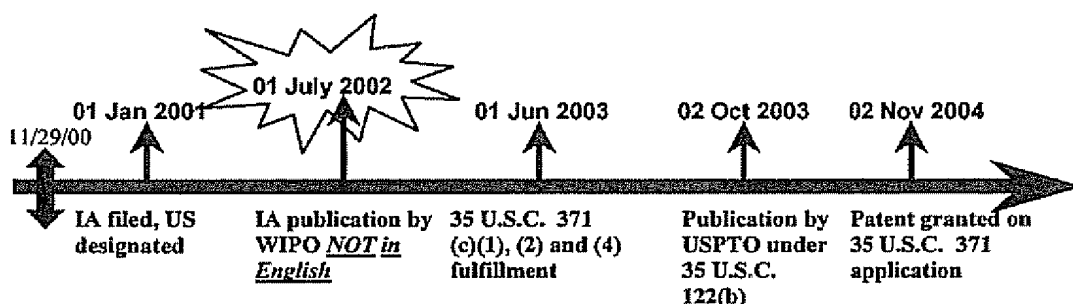 01 July 2002
01 Jan 2001
01 Jun 2003
02 Oct 2003
02 Nov 2004
11/29/00
IA filed, US
designated
IA publication by
WIPO NOT in
English
35 U.S.C. 371
(c)(1), (2) and (4)
fulfillment
Publication by
USPTO under
35 U.S.C.
122(b)
Patent granted on
35 U.S.C. 371
application